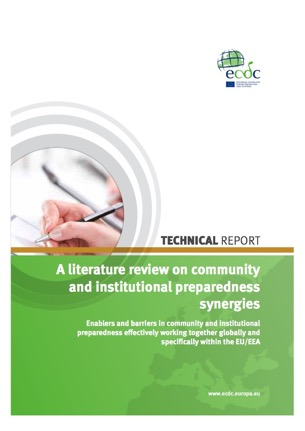 ecdc
TECHNICAL REPORT
A literature review on community
and institutional preparedness
synergies
Enablers and barriers in community and institutional
preparedness effectively working together globally and
specifically within the EU/EEA
www.ecdc.europa.eu